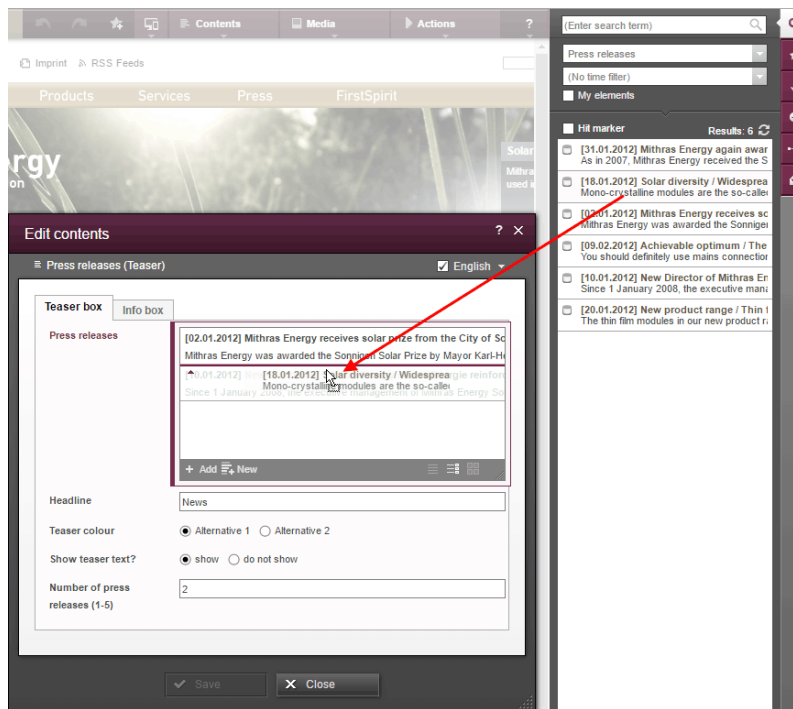 Contents
Media
Actions
?
Imprint
RSS Feeds
Products
Services
Press
FirstSpirit
rgy
on
Solar
Mithra
used i
Edit contents
? X
Press releases (Teaser)
English
Teaser box
Info box
Press releases
[02.01.2012] Mithras Energy receives solar prize from the City of So
Mithras Energy was awarded the Sonnigen Solar Prize by Mayor Karl-He
[18.01.2012] Solar diversity / Widesprea
Mono-crystalline modules are the so-called
Since 1 January 2008, the executive management of Mithras Energy So
+ Add
New
Headline
News
Teaser colour
Alternative 1
Alternative 2
Show teaser text?
show
do not show
Number of press
releases (1-5)
2
Save
X Close
(Enter search term)
Press releases
(No time filter)
My elements
Hit marker
Results: 6
[31.01.2012] Mithras Energy again awar
As in 2007, Mithras Energy received the S
[18.01.2012] Solar diversity / Widesprea
Mono-crystalline modules are the so-called
[02.01.2012] Mithras Energy receives so
Mithras Energy was awarded the Sonniger
[09.02.2012] Achievable optimum / The
You should definitely use mains connection
[10.01.2012] New Director of Mithras En
Since 1 January 2008, the executive mana
[20.01.2012] New product range / Thin f
The thin film modules in our new product ra